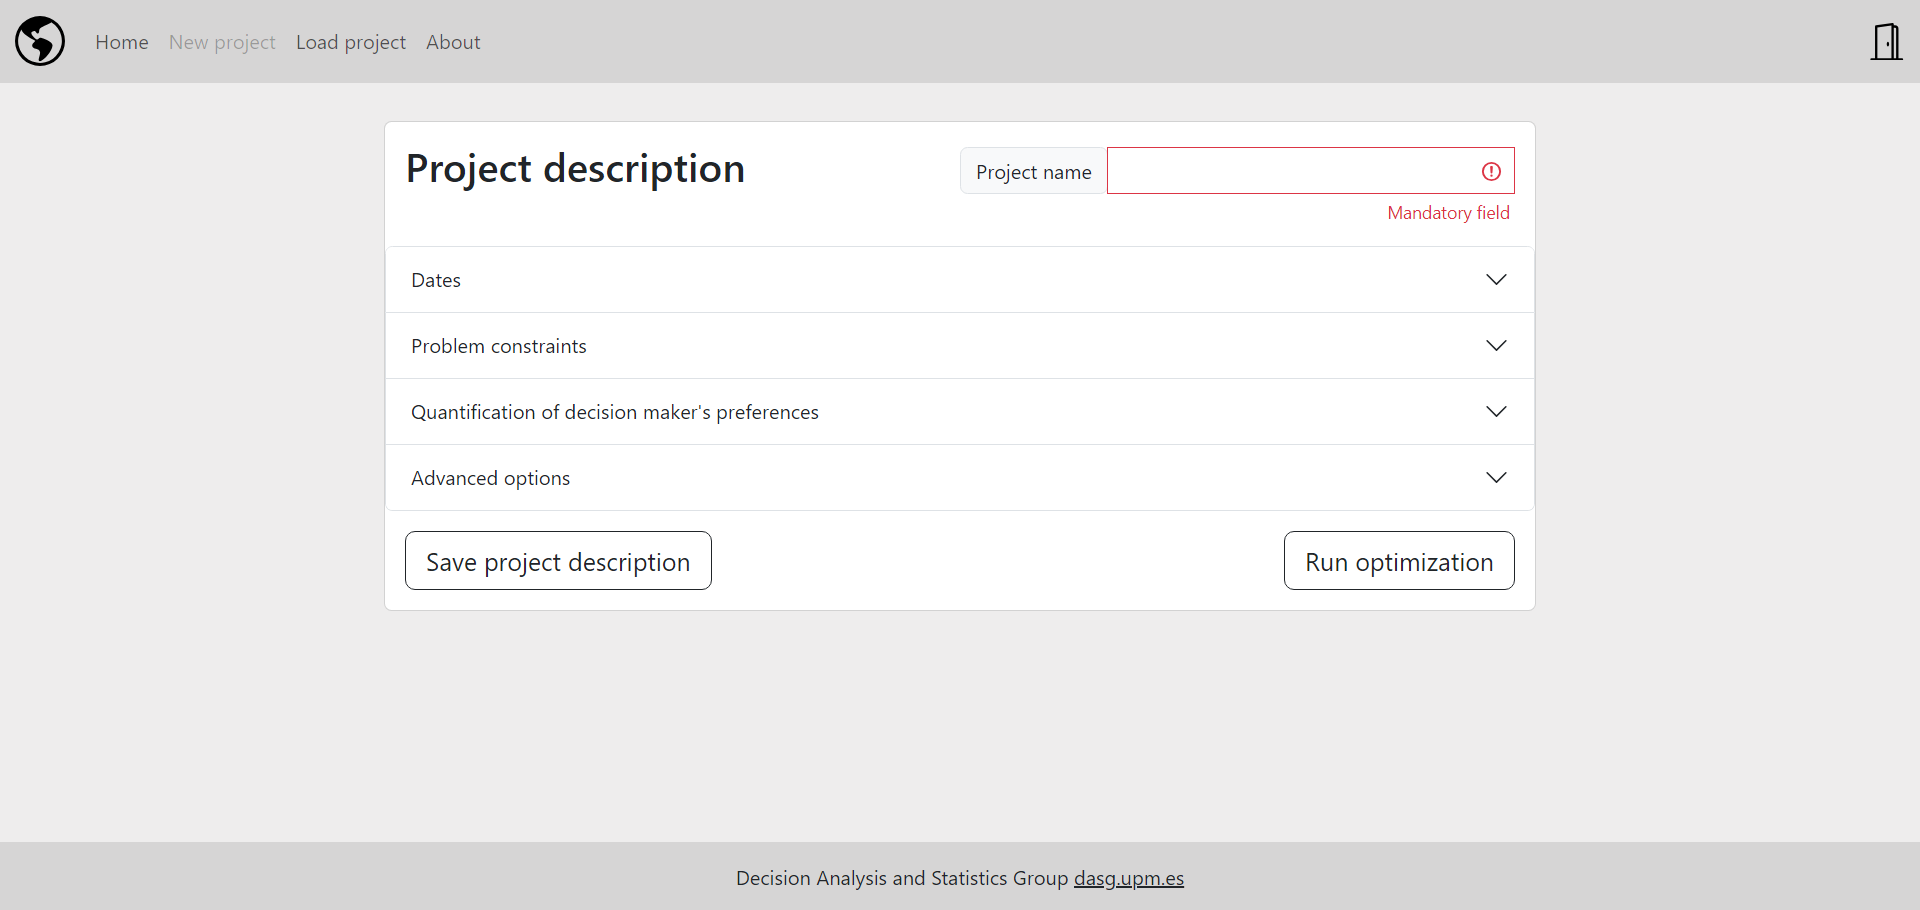 Home New project Load project About
Project description
Project name
Mandatory field
Dates
Problem constraints
Quantification of decision maker's preferences
Advanced options
Save project description Run optimization
Decision Analysis and Statistics Group dasg.upm.es